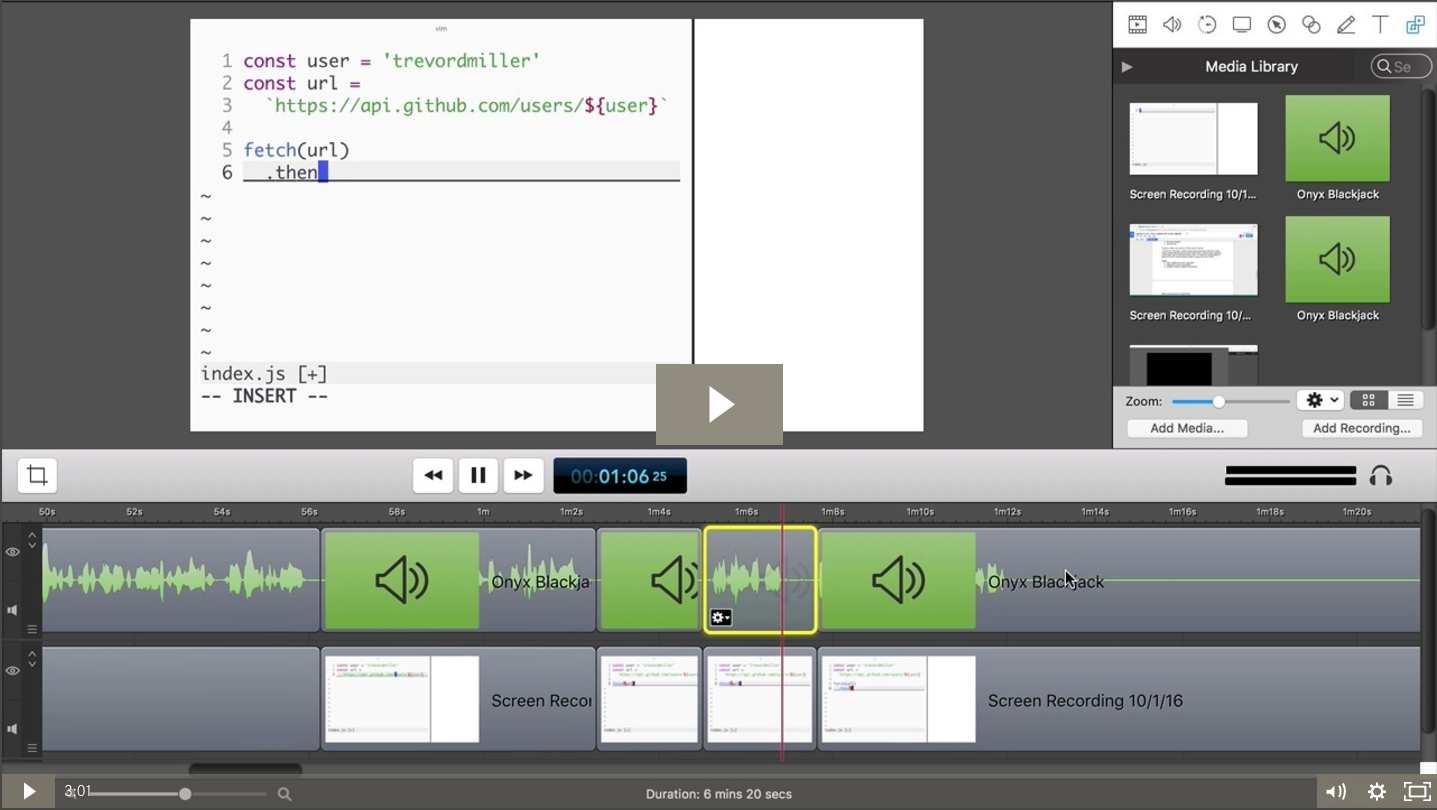 vim
1 const user = 'trevordmiller'
2 const url =
3 `https://api.github.com/users/${user}`
4
5 fetch(url)
6 .then
~
~
~
~
~
~
~
~
index.js [+]
-- INSERT --
Media Library
Se
Screen Recording 10/1...
Onyx Blackjack
Screen Recording 10/...
Onyx Blackjack
Zoom:
Add Media...
Add Recording...
00:01:06 25
50s 52s 54s 56s 58s 1m 1m2s 1m4s 1m6s 1m8s 1m10s 1m12s 1m14s 1m16s 1m18s 1m20s
Onyx Blackja
Onyx Blackjack
Screen Recor
Screen Recording 10/1/16
3:01
Duration: 6 mins 20 secs